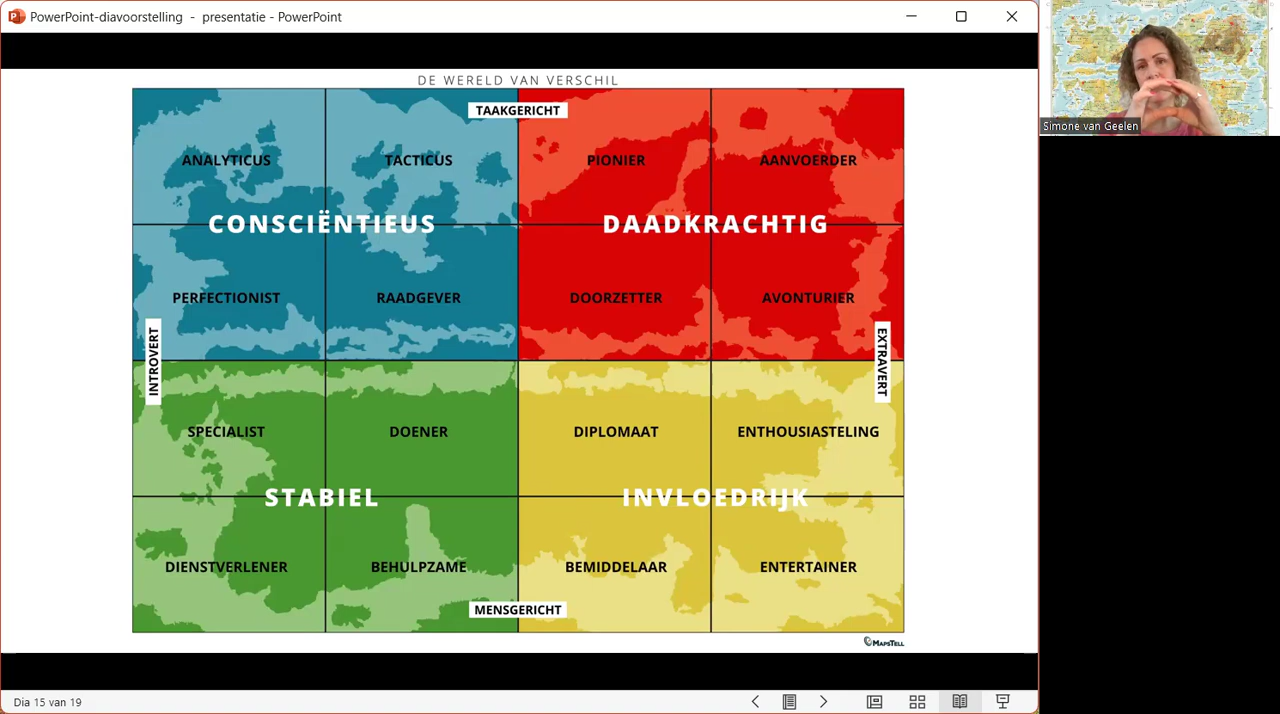 PowerPoint-diavoorstelling - presentatie - PowerPoint
DE WERELD VAN VERSCHIL
TAAKGERICHT
ANALYTICUS
TACTICUS
PIONIER
AANVOERDER
CONSCIËNTIEUS
DAADKRACHTIG
PERFECTIONIST
RAADGEVER
DOORZETTER
AVONTURIER
INTROVERT
EXTRAVERT
SPECIALIST
DOENER
DIPLOMAAT
ENTHOUSIASTELING
STABIEL
INVLOEDRIJK
DIENSTVERLENER
BEHULPZAME
BEMIDDELAAR
ENTERTAINER
MENSGERICHT
MAPSTELL
Dia 15 van 19
Simone van Geelen